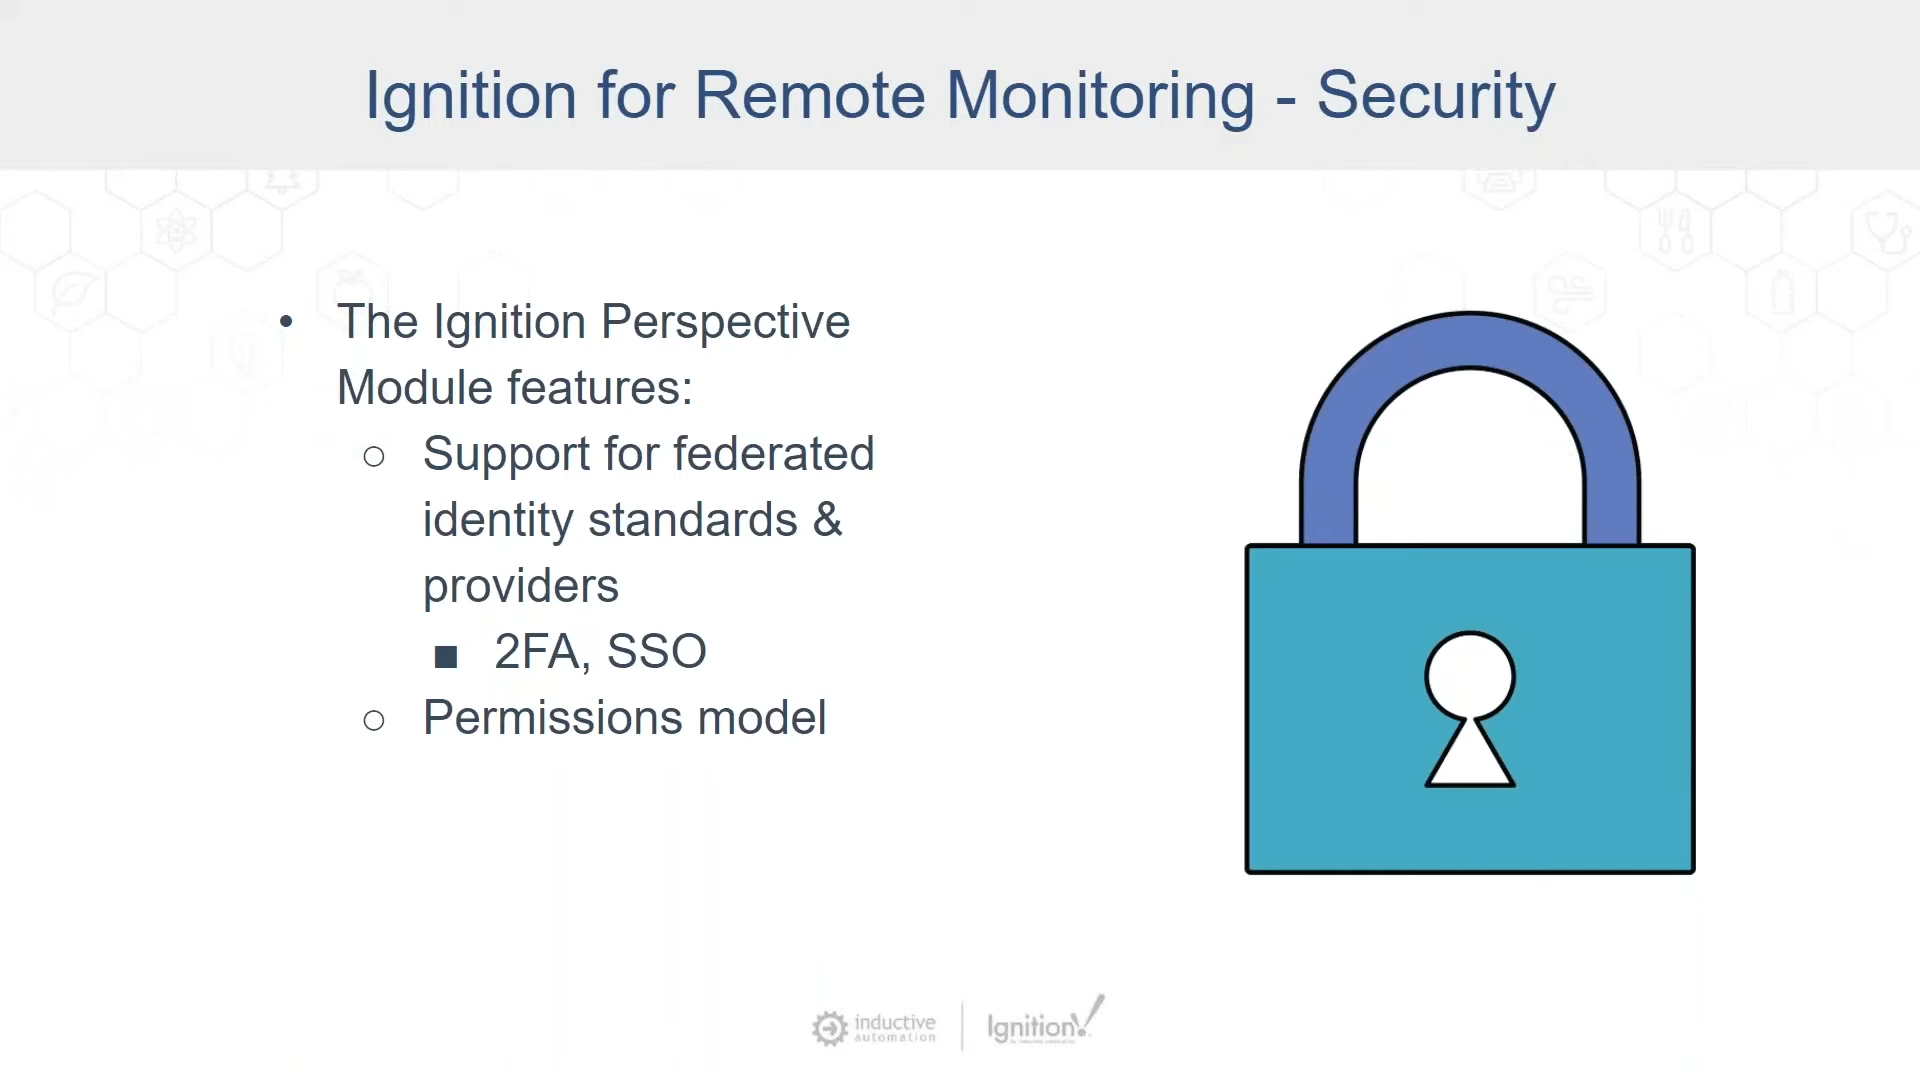 Ignition for Remote Monitoring - Security
• The Ignition Perspective
Module features:
○ Support for federated
identity standards &
providers
■ 2FA, SSO
○ Permissions model
inductive
automation
Ignition!